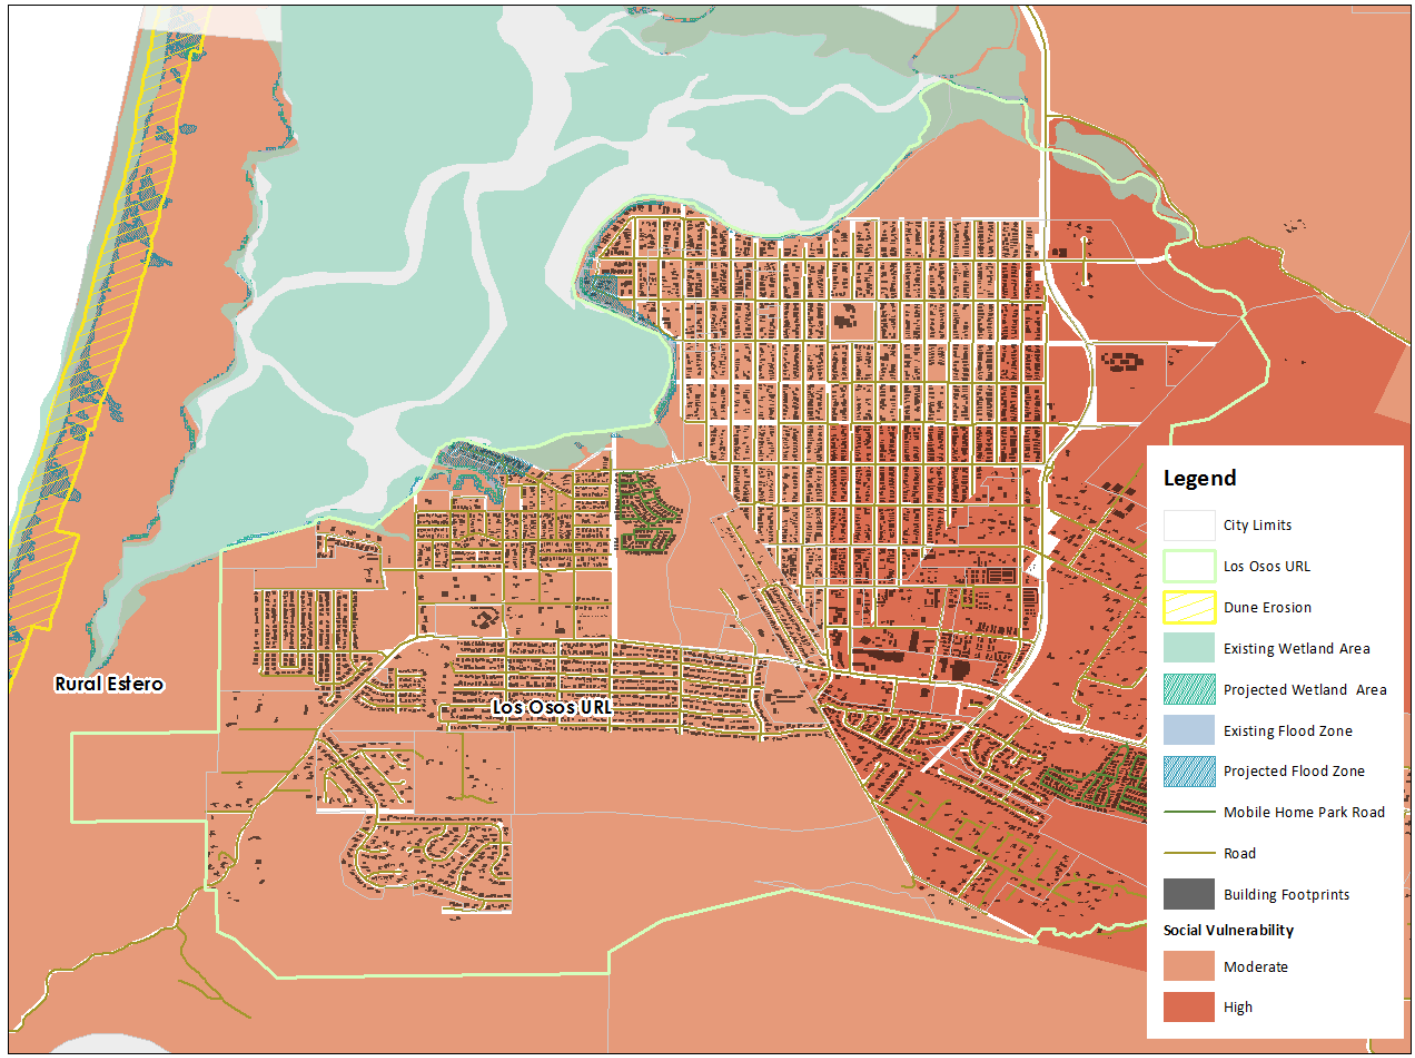 Rural Estero
Los Osos URL
Legend
City Limits
Los Osos URL
Dune Erosion
Existing Wetland Area
Projected Wetland Area
Existing Flood Zone
Projected Flood Zone
Mobile Home Park Road
Road
Building Footprints
Social Vulnerability
Moderate
High